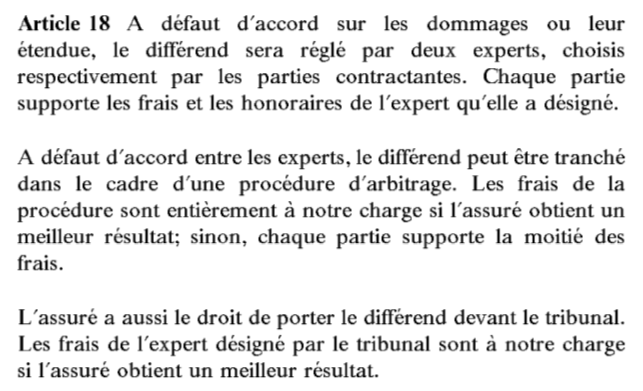 Article 18 A défaut d'accord sur les dommages ou leur
étendue, le différend sera réglé par deux experts, choisis
respectivement par les parties contractantes. Chaque partie
supporte les frais et les honoraires de l'expert qu'elle a désigné.
A défaut d'accord entre les experts, le différend peut être tranché
dans le cadre d'une procédure d'arbitrage. Les frais de la
procédure sont entièrement à notre charge si l'assuré obtient un
meilleur résultat; sinon, chaque partie supporte la moitié des
frais.
L'assuré a aussi le droit de porter le différend devant le tribunal.
Les frais de l'expert désigné par le tribunal sont à notre charge
si l'assuré obtient un meilleur résultat.